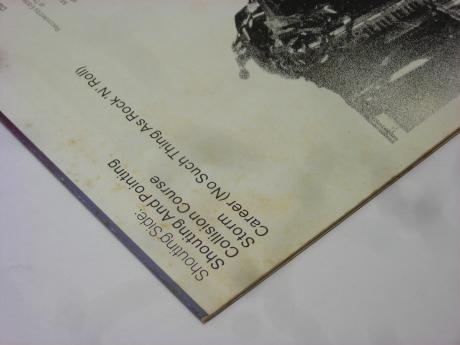 Shouting Side:
Shouting And Pointing
Collision Course
Storm
Career (No Such Thing As Rock 'N' Roll)